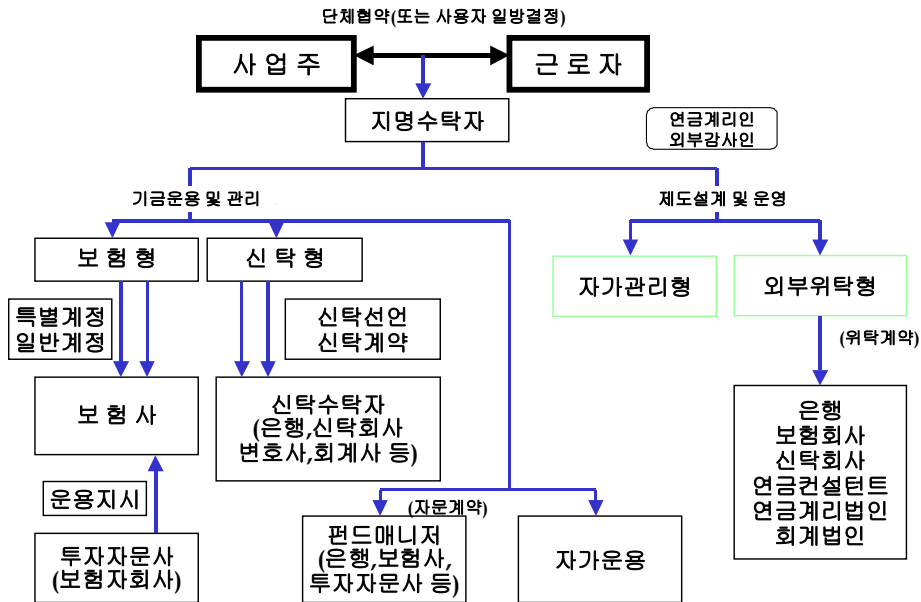 단체협약(또는 사용자 일방결정)
사 업 주
근 로 자
지명수탁자
연금계리인
외부감사인
기금운용 및 관리
제도설계 및 운영
보 험 형
신 탁 형
자가관리형
외부위탁형
특별계정
일반계정
신탁선언
신탁계약
(위탁계약)
보 험 사
신탁수탁자
(은행,신탁회사
변호사,회계사 등)
은행
보험회사
신탁회사
연금컨설턴트
연금계리법인
회계법인
운용지시
(자문계약)
투자자문사
(보험자회사)
펀드매니저
(은행,보험사,
투자자문사 등)
자가운용